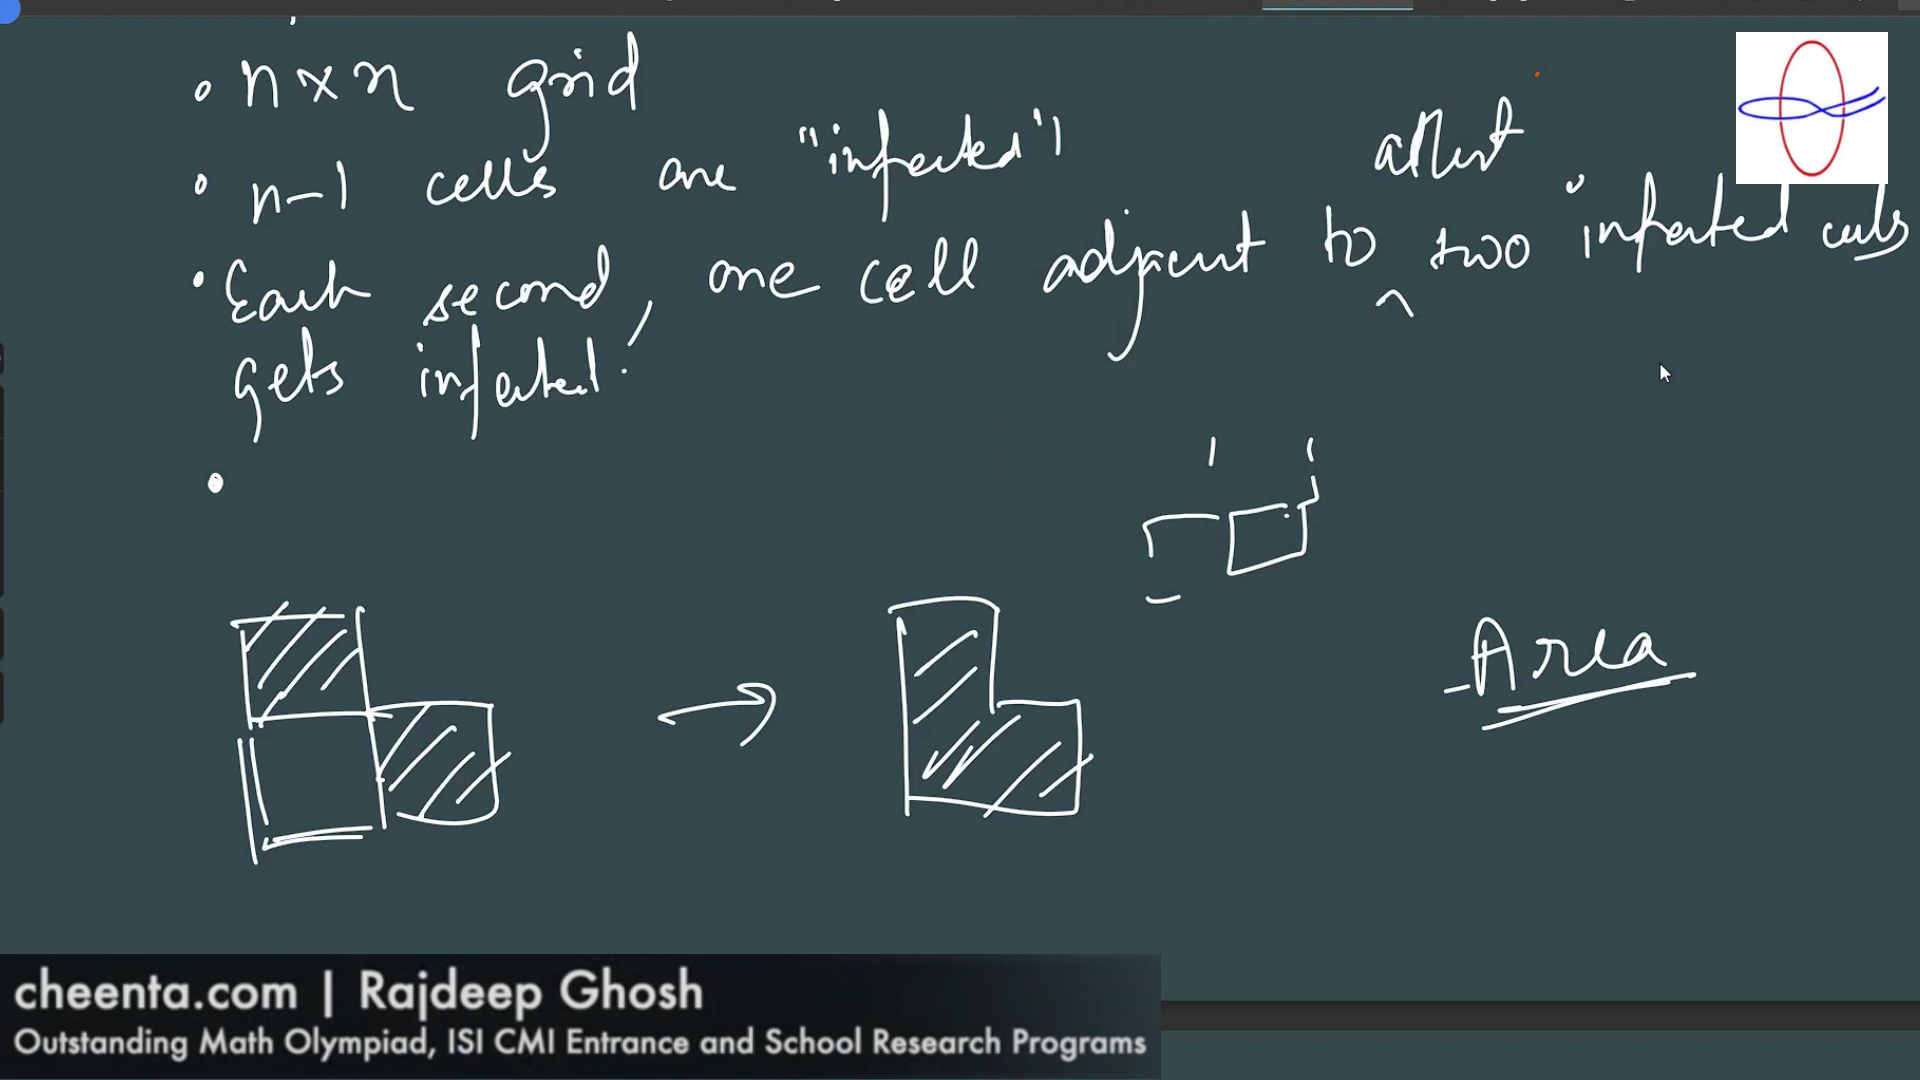 n×n grid
n-1 cells are "infected"
atleast
Each second, one cell adjacent to ^ two infected cells
gets infected.
Area
cheenta.com | Rajdeep Ghosh
Outstanding Math Olympiad, ISI CMI Entrance and School Research Programs